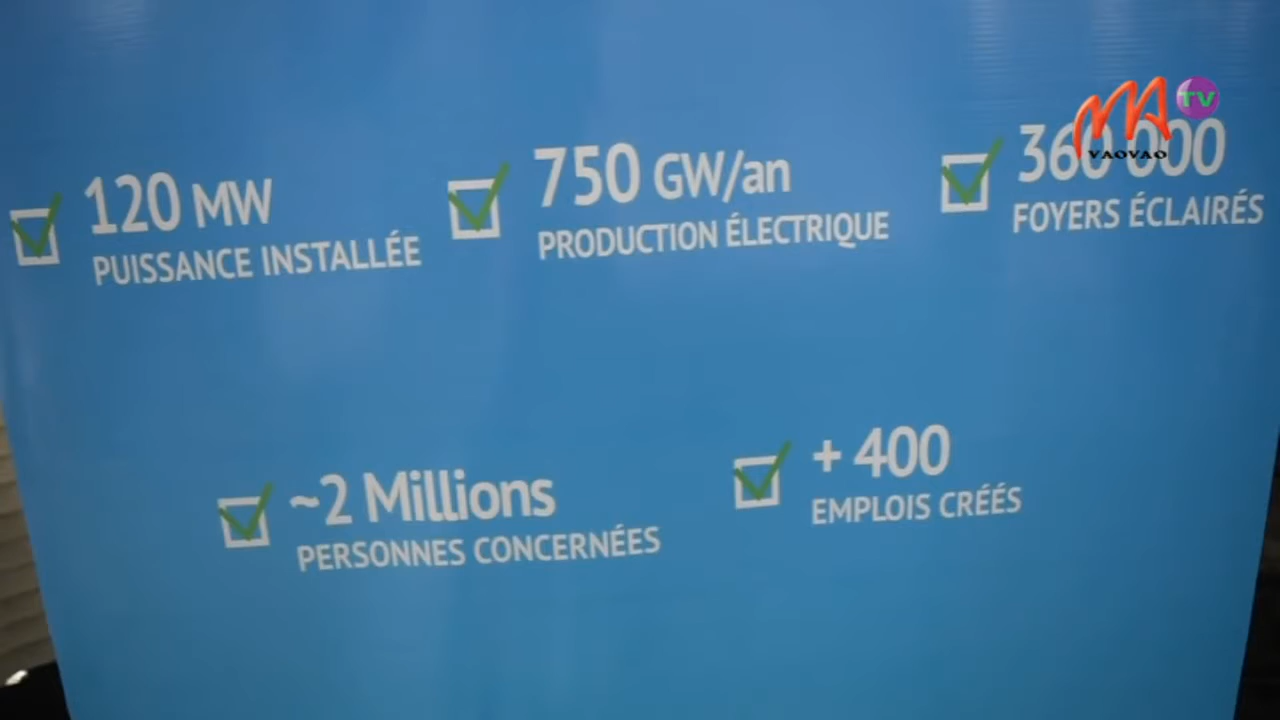 MA TV
VAOVAO
120 MW
PUISSANCE INSTALLÉE
750 GW/an
PRODUCTION ÉLECTRIQUE
360 000
FOYERS ÉCLAIRÉS
~2 Millions
PERSONNES CONCERNÉES
+ 400
EMPLOIS CRÉÉS